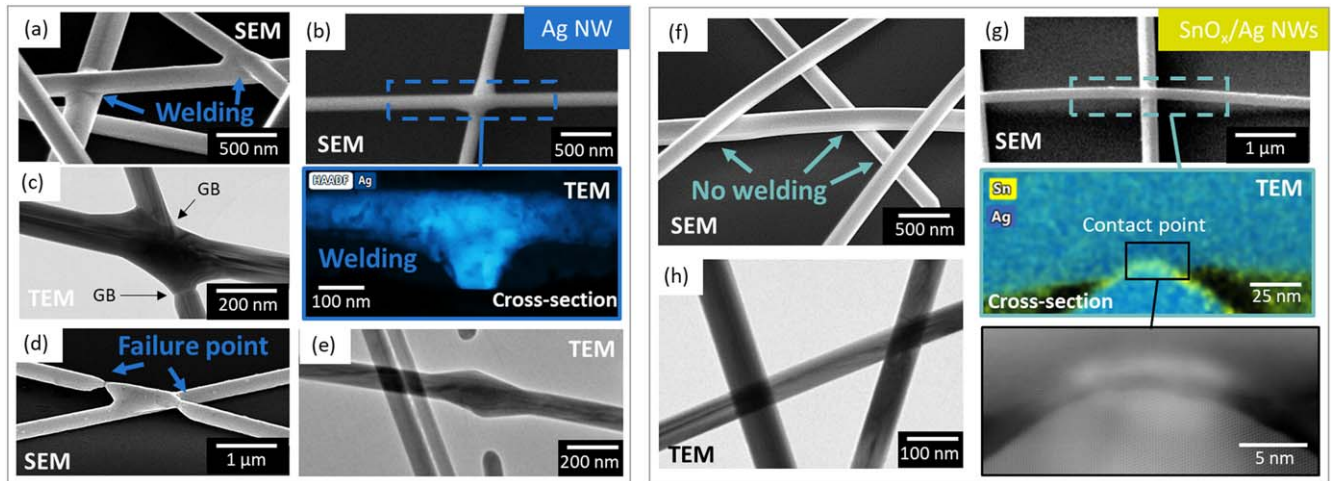 (a)
SEM
Welding
500 nm
(b)
Ag NW
SEM
500 nm
(c)
GB
GB
TEM
200 nm
HAADF Ag
TEM
Welding
100 nm
Cross-section
(d)
Failure point
SEM
1 µm
(e)
TEM
200 nm
(f)
No welding
SEM
500 nm
(g)
SnOₓ/Ag NWs
SEM
1 µm
Sn
TEM
Ag
Contact point
Cross-section
25 nm
5 nm
(h)
TEM
100 nm